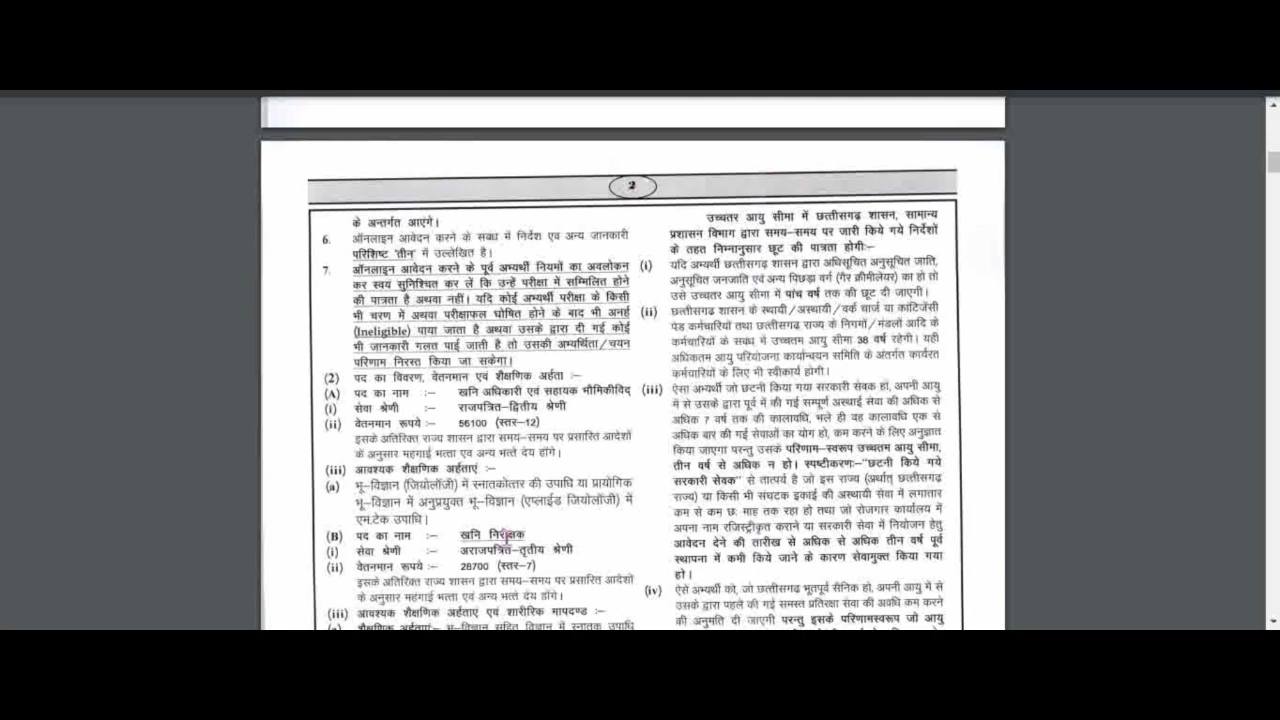 2
के अन्तर्गत आएंगे।
6. ऑनलाइन आवेदन करने के संबंध में निर्देश एवं अन्य जानकारी
परिशिष्ट 'तीन' में उल्लेखित है।
7. ऑनलाइन आवेदन करने के पूर्व अभ्यर्थी नियमों का अवलोकन
कर स्वयं सुनिश्चित कर लें कि उन्हें परीक्षा में सम्मिलित होने
की पात्रता है अथवा नहीं। यदि कोई अभ्यर्थी परीक्षा के किसी
भी चरण में अथवा परीक्षाफल घोषित होने के बाद भी अनर्ह
(Ineligible) पाया जाता है अथवा उसके द्वारा दी गई कोई
भी जानकारी गलत पाई जाती है तो उसकी अभ्यर्थिता/चयन
परिणाम निरस्त किया जा सकेगा।
(2) पद का विवरण, वेतनमान एवं शैक्षणिक अर्हता :–
(A) पद का नाम :– खनि अधिकारी एवं सहायक भौमिकीविद्
(i) सेवा श्रेणी :– राजपत्रित–द्वितीय श्रेणी
(ii) वेतनमान रूपये :– 56100 (स्तर–12)
इसके अतिरिक्त राज्य शासन द्वारा समय–समय पर प्रसारित आदेशों
के अनुसार महंगाई भत्ता एवं अन्य भत्ते देय होंगे।
(iii) आवश्यक शैक्षणिक अर्हताएं :–
(a) भू–विज्ञान (जियोलॉजी) में स्नातकोत्तर की उपाधि या प्रायोगिक
भू–विज्ञान में अनुप्रयुक्त भू–विज्ञान (एप्लाईड जियोलॉजी) में
एम.टेक उपाधि।
(B) पद का नाम :– खनि निरीक्षक
(i) सेवा श्रेणी :– अराजपत्रित–तृतीय श्रेणी
(ii) वेतनमान रूपये :– 28700 (स्तर–7)
इसके अतिरिक्त राज्य शासन द्वारा समय–समय पर प्रसारित आदेशों
के अनुसार महंगाई भत्ता एवं अन्य भत्ते देय होंगे।
(iii) आवश्यक शैक्षणिक अर्हताएं एवं शारीरिक मापदण्ड :–
शैक्षणिक अर्हताएं:– भू–विज्ञान सहित विज्ञान में स्नातक उपाधि
उच्चतर आयु सीमा में छत्तीसगढ़ शासन, सामान्य
प्रशासन विभाग द्वारा समय–समय पर जारी किये गये निर्देशों
के तहत निम्नानुसार छूट की पात्रता होगी:–
(i) यदि अभ्यर्थी छत्तीसगढ़ शासन द्वारा अधिसूचित अनुसूचित जाति,
अनुसूचित जनजाति एवं अन्य पिछड़ा वर्ग (गैर क्रीमीलेयर) का हो तो
उसे उच्चतर आयु सीमा में पांच वर्ष तक की छूट दी जाएगी।
(ii) छत्तीसगढ़ शासन के स्थायी/अस्थायी/वर्क चार्ज या कांटिजेंसी
पेड कर्मचारियों तथा छत्तीसगढ़ राज्य के निगमों/मंडलों आदि के
कर्मचारियों के संबंध में उच्चतम आयु सीमा 38 वर्ष रहेगी। यही
अधिकतम आयु परियोजना कार्यान्वयन समिति के अंतर्गत कार्यरत
कर्मचारियों के लिए भी स्वीकार्य होगी।
(iii) ऐसा अभ्यर्थी जो छटनी किया गया सरकारी सेवक हो, अपनी आयु
में से उसके द्वारा पूर्व में की गई सम्पूर्ण अस्थाई सेवा की अधिक से
अधिक 7 वर्ष तक की कालावधि, भले ही वह कालावधि एक से
अधिक बार की गई सेवाओं का योग हो, कम करने के लिए अनुज्ञात
किया जाएगा परन्तु उसके परिणाम–स्वरूप उच्चतम आयु सीमा,
तीन वर्ष से अधिक न हो। स्पष्टीकरण:–"छटनी किये गये
सरकारी सेवक" से तात्पर्य है जो इस राज्य (अर्थात् छत्तीसगढ़
राज्य) या किसी भी संघटक इकाई की अस्थायी सेवा में लगातार
कम से कम छः माह तक रहा हो तथा जो रोजगार कार्यालय में
अपना नाम रजिस्ट्रीकृत कराने या सरकारी सेवा में नियोजन हेतु
आवेदन देने की तारीख से अधिक से अधिक तीन वर्ष पूर्व
स्थापना में कमी किये जाने के कारण सेवामुक्त किया गया
हो।
(iv) ऐसे अभ्यर्थी को, जो छत्तीसगढ़ भूतपूर्व सैनिक हो, अपनी आयु में से
उसके द्वारा पहले की गई समस्त प्रतिरक्षा सेवा की अवधि कम करने
की अनुमति दी जाएगी परन्तु इसके परिणामस्वरूप जो आयु